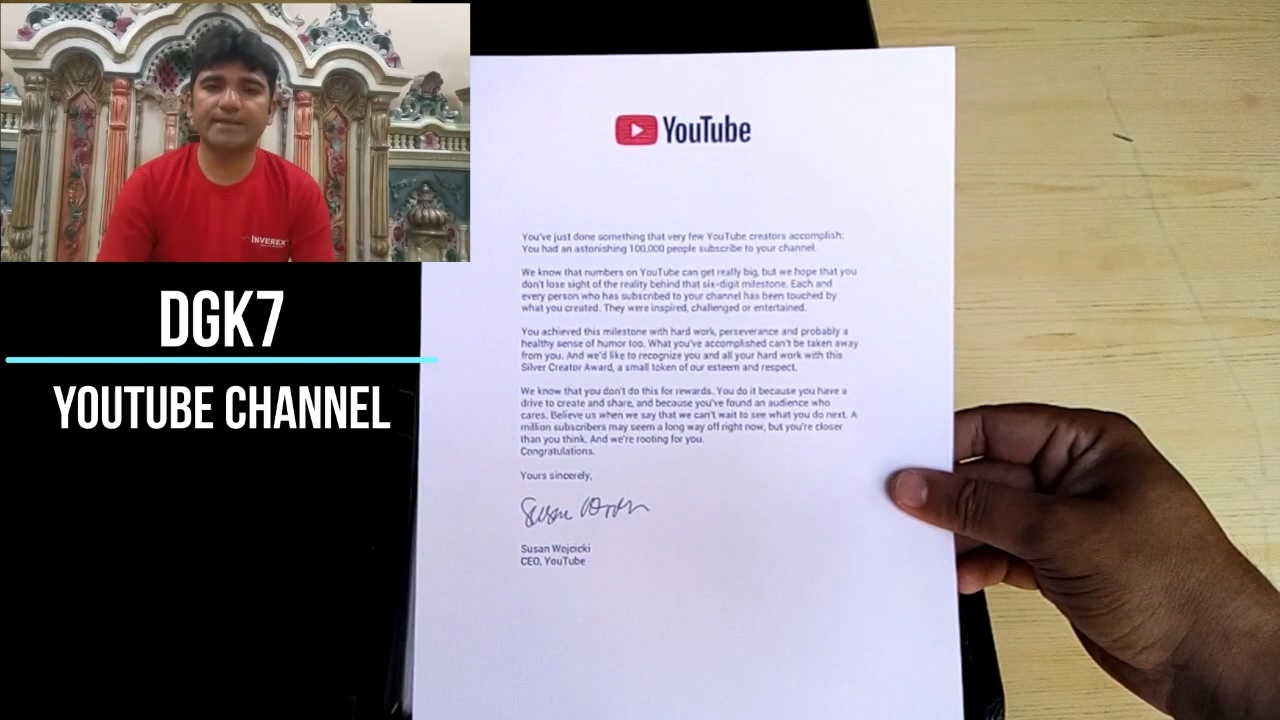 INVEREX
DGK7
YOUTUBE CHANNEL
YouTube
You've just done something that very few YouTube creators accomplish:
You had an astonishing 100,000 people subscribe to your channel.
We know that numbers on YouTube can get really big, but we hope that you
don't lose sight of the reality behind that six-digit milestone. Each and
every person who has subscribed to your channel has been touched by
what you created. They were inspired, challenged or entertained.
You achieved this milestone with hard work, perseverance and probably a
healthy sense of humor too. What you've accomplished can't be taken away
from you. And we'd like to recognize you and all your hard work with this
Silver Creator Award, a small token of our esteem and respect.
We know that you don't do this for rewards. You do it because you have a
drive to create and share, and because you've found an audience who
cares. Believe us when we say that we can't wait to see what you do next. A
million subscribers may seem a long way off right now, but you're closer
than you think. And we're rooting for you.
Congratulations.
Yours sincerely,
Susan Wojcicki
CEO, YouTube